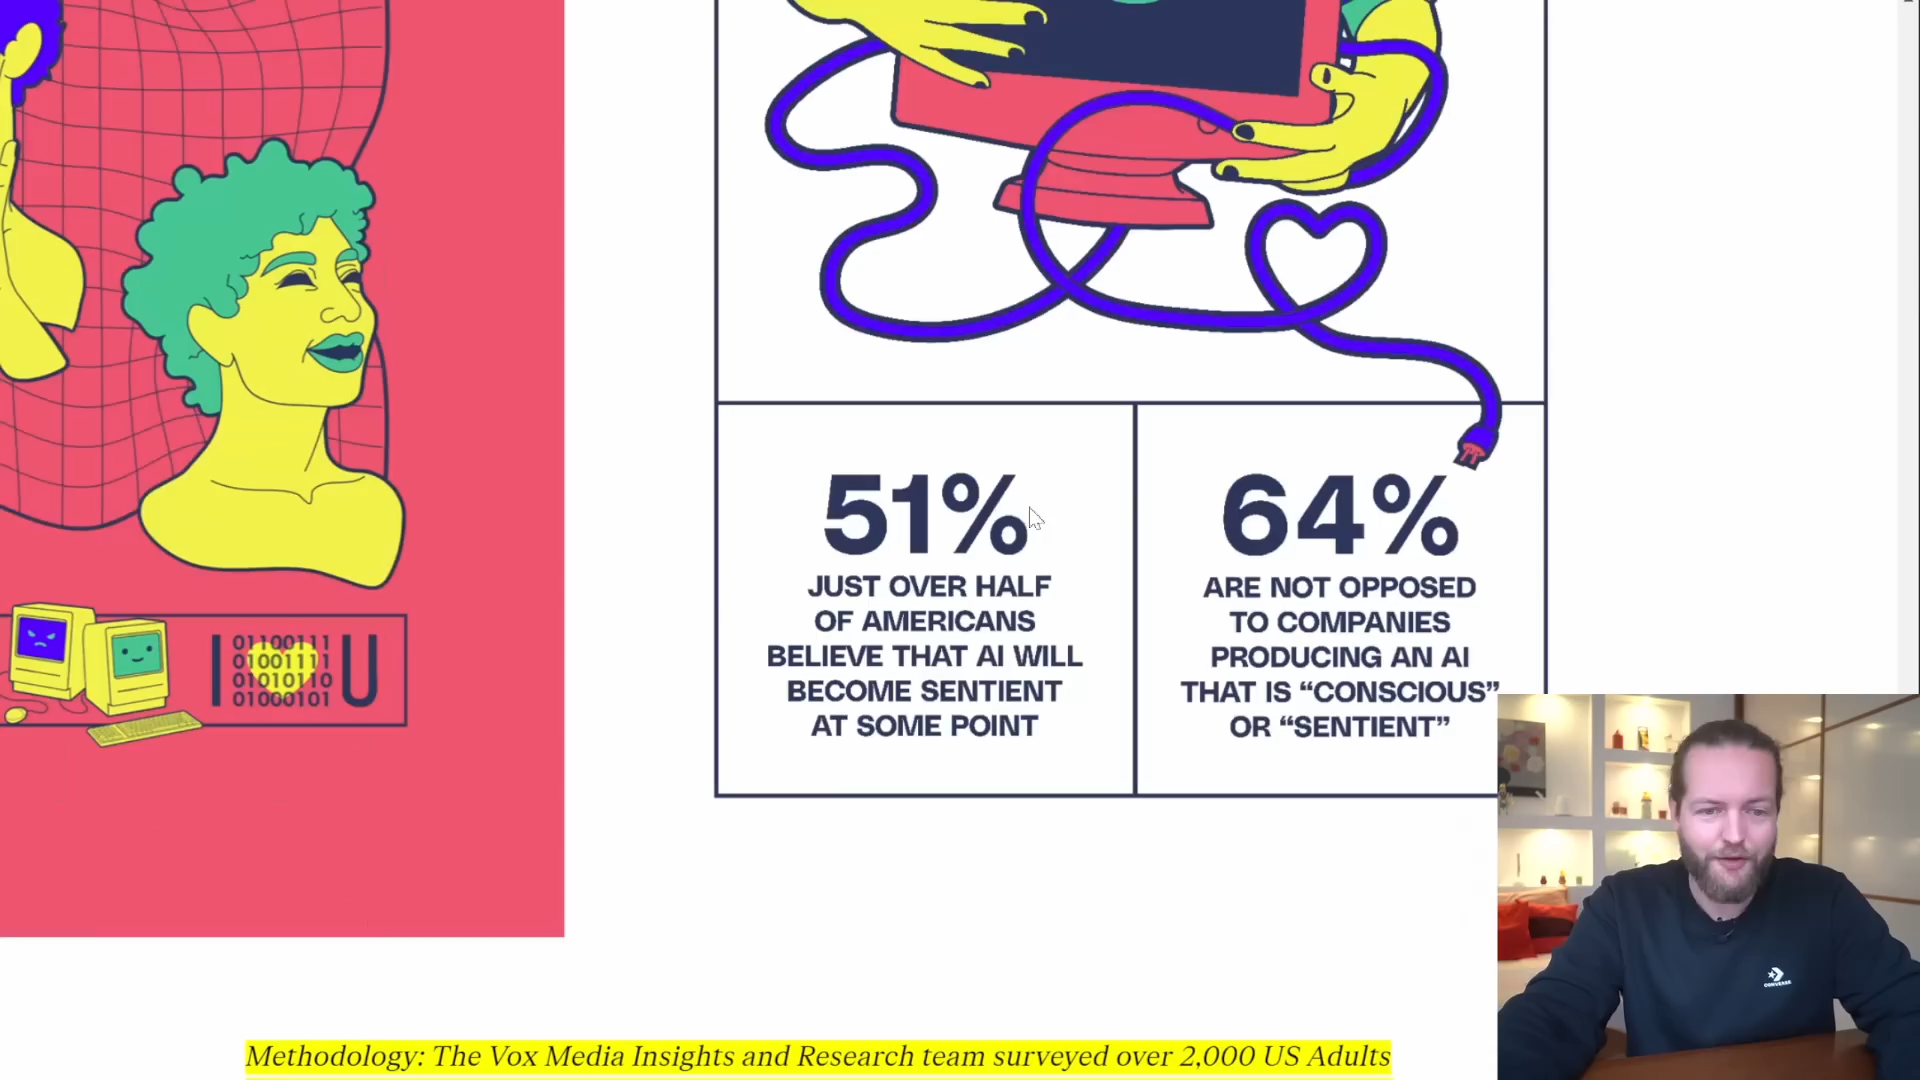 I
01100111
01001111
01010110
01000101
U
51%
JUST OVER HALF
OF AMERICANS
BELIEVE THAT AI WILL
BECOME SENTIENT
AT SOME POINT
64%
ARE NOT OPPOSED
TO COMPANIES
PRODUCING AN AI
THAT IS “CONSCIOUS”
OR “SENTIENT”
CONVERSE
Methodology: The Vox Media Insights and Research team surveyed over 2,000 US Adults